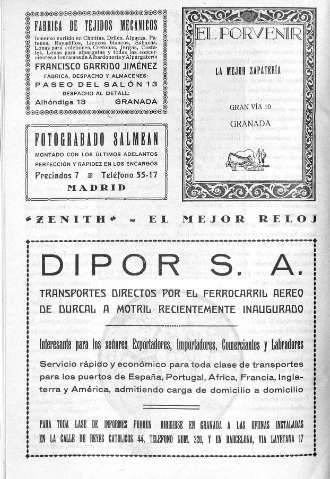 FABRICA DE TEJIDOS MECANICOS
FRANCISCO GARRIDO JIMÉNEZ
FABRICA, DESPACHO Y ALMACENES:
PASEO DEL SALÓN 13
DESPACHO AL DETALL:
Alhóndiga 13 GRANADA
EL PORVENIR
LA MEJOR ZAPATERÍA
GRAN VÍA 10
GRANADA
FOTOGRABADO SALMEAN
MONTADO CON LOS ÚLTIMOS ADELANTOS
PERFECCIÓN Y RAPIDEZ EN LOS ENCARGOS
Preciados 7 Teléfono 55-17
MADRID
"ZENITH" - EL MEJOR RELOJ
DIPOR S. A.
TRANSPORTES DIRECTOS POR EL FERROCARRIL AEREO
DE DURCAL A MOTRIL RECIENTEMENTE INAUGURADO
Interesante para los señores Exportadores, Importadores, Comerciantes y Labradores
Servicio rápido y económico para toda clase de transportes
para los puertos de España, Portugal, Africa, Francia, Ingla-
terra y América, admitiendo carga de domicilio a domicilio
PARA TODA CLASE DE INFORMES PUEDEN DIRIGIRSE EN GRANADA A LAS OFICINAS INSTALADAS
EN LA CALLE DE REYES CATOLICOS 44, TELEFONO NUM. 320, Y EN BARCELONA, VIA LAYETANA 17